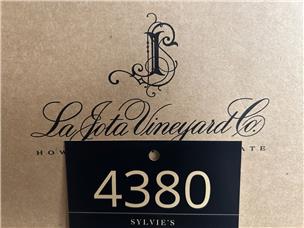 La Jota Vineyard Co.
4380
SYLVIE'S